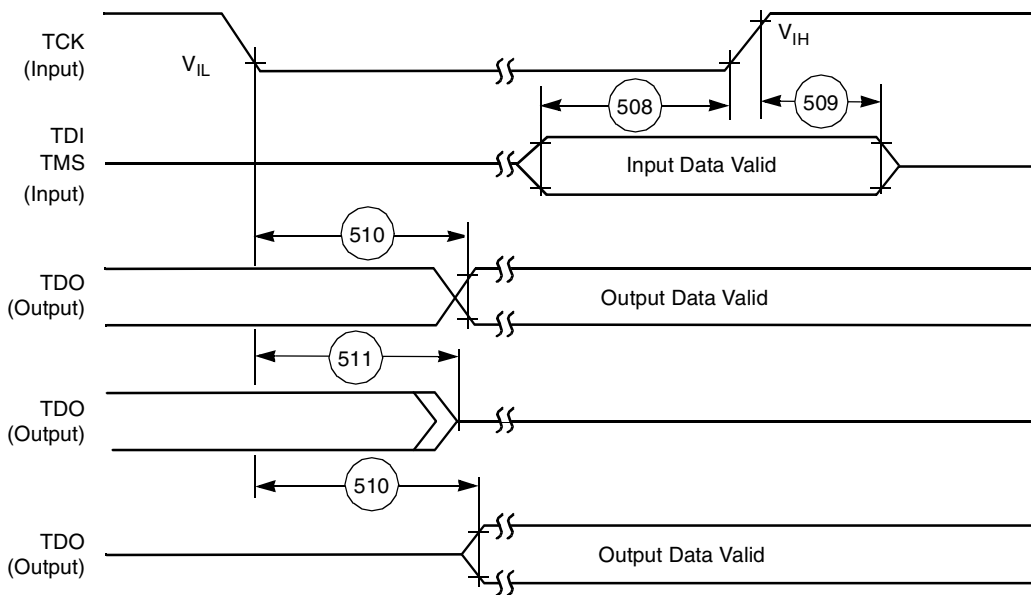 TCK
(Input)
V_IL
V_IH
508
509
TDI
TMS
(Input)
Input Data Valid
510
TDO
(Output)
Output Data Valid
511
TDO
(Output)
510
TDO
(Output)
Output Data Valid